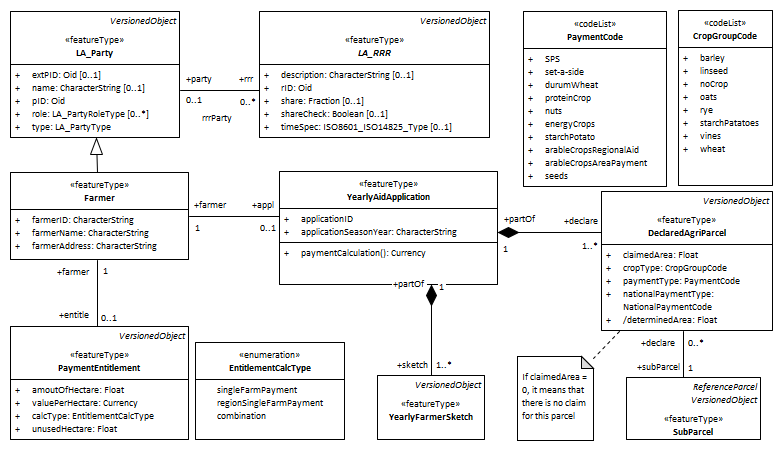 VersionedObject
«featureType»
LA_Party
+ extPID: Oid [0..1]
+ name: CharacterString [0..1]
+ pID: Oid
+ role: LA_PartyRoleType [0..*]
+ type: LA_PartyType
+party
0..1
+rrr
0..*
rrrParty
VersionedObject
«featureType»
LA_RRR
+ description: CharacterString [0..1]
+ rID: Oid
+ share: Fraction [0..1]
+ shareCheck: Boolean [0..1]
+ timeSpec: ISO8601_ISO14825_Type [0..1]
«codeList»
PaymentCode
+ SPS
+ set-a-side
+ durumWheat
+ proteinCrop
+ nuts
+ energyCrops
+ starchPotato
+ arableCropsRegionalAid
+ arableCropsAreaPayment
+ seeds
«codeList»
CropGroupCode
+ barley
+ linseed
+ noCrop
+ oats
+ rye
+ starchPatatoes
+ vines
+ wheat
«featureType»
Farmer
+ farmerID: CharacterString
+ farmerName: CharacterString
+ farmerAddress: CharacterString
+farmer
1
+appl
0..1
«featureType»
YearlyAidApplication
+ applicationID
+ applicationSeasonYear: CharacterString
+ paymentCalculation(): Currency
+partOf
1
+declare
1..*
VersionedObject
«featureType»
DeclaredAgriParcel
+ claimedArea: Float
+ cropType: CropGroupCode
+ paymentType: PaymentCode
+ nationalPaymentType:
NationalPaymentCode
+ /determinedArea: Float
+farmer
1
+entitle
0..1
+partOf
1
+sketch
1..*
+declare
0..*
+subParcel
1
VersionedObject
«featureType»
PaymentEntitlement
+ amoutOfHectare: Float
+ valuePerHectare: Currency
+ calcType: EntitlementCalcType
+ unusedHectare: Float
«enumeration»
EntitlementCalcType
singleFarmPayment
regionSingleFarmPayment
combination
VersionedObject
«featureType»
YearlyFarmerSketch
If claimedArea =
0, it means that
there is no claim
for this parcel
ReferenceParcel
VersionedObject
«featureType»
SubParcel